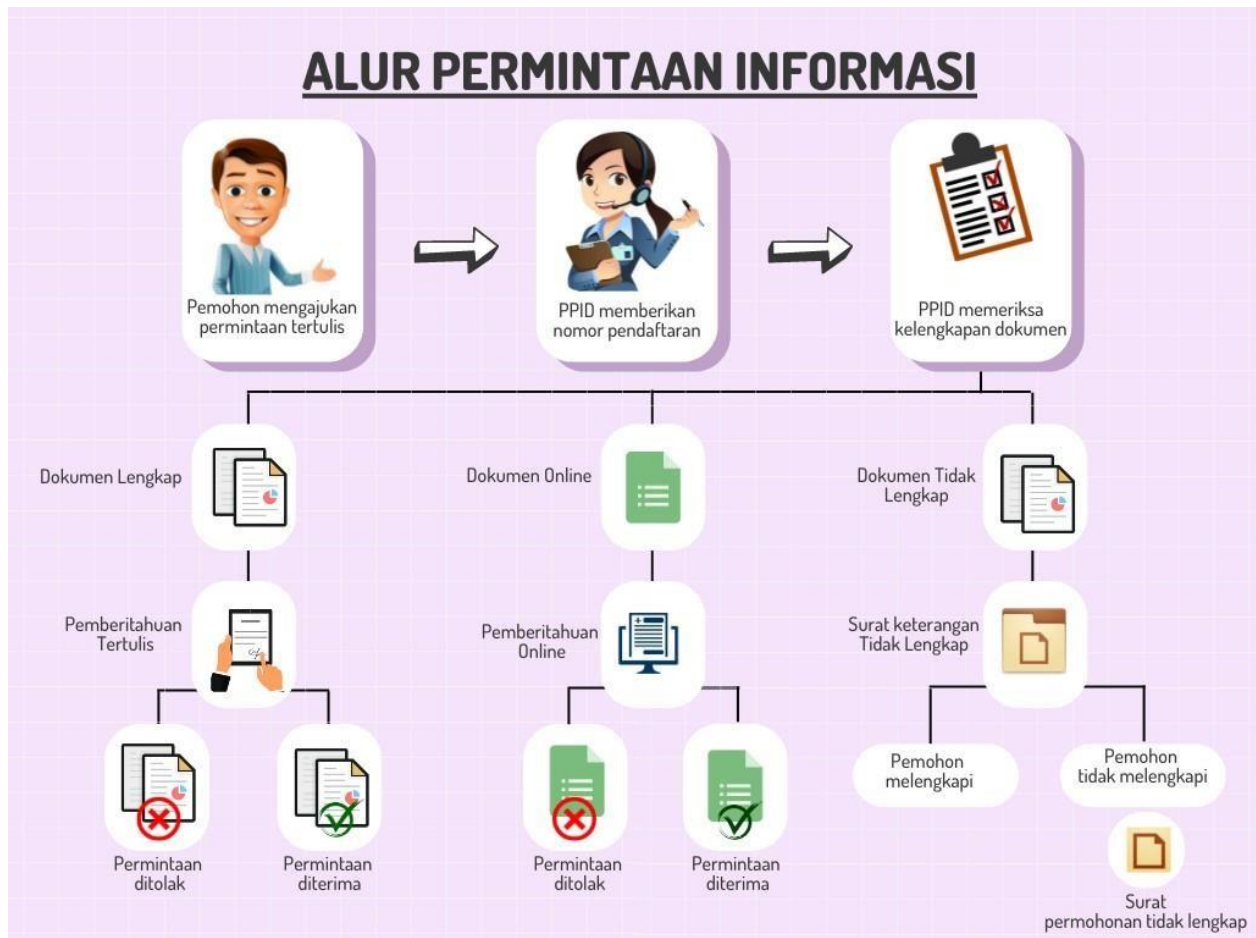 ALUR PERMINTAAN INFORMASI
Pemohon mengajukan
permintaan tertulis
PPID memberikan
nomor pendaftaran
PPID memeriksa
kelengkapan dokumen
Dokumen Lengkap
Dokumen Online
Dokumen Tidak
Lengkap
Pemberitahuan
Tertulis
Pemberitahuan
Online
Surat keterangan
Tidak Lengkap
Permintaan
ditolak
Permintaan
diterima
Permintaan
ditolak
Permintaan
diterima
Pemohon
melengkapi
Pemohon
tidak melengkapi
Surat
permohonan tidak lengkap